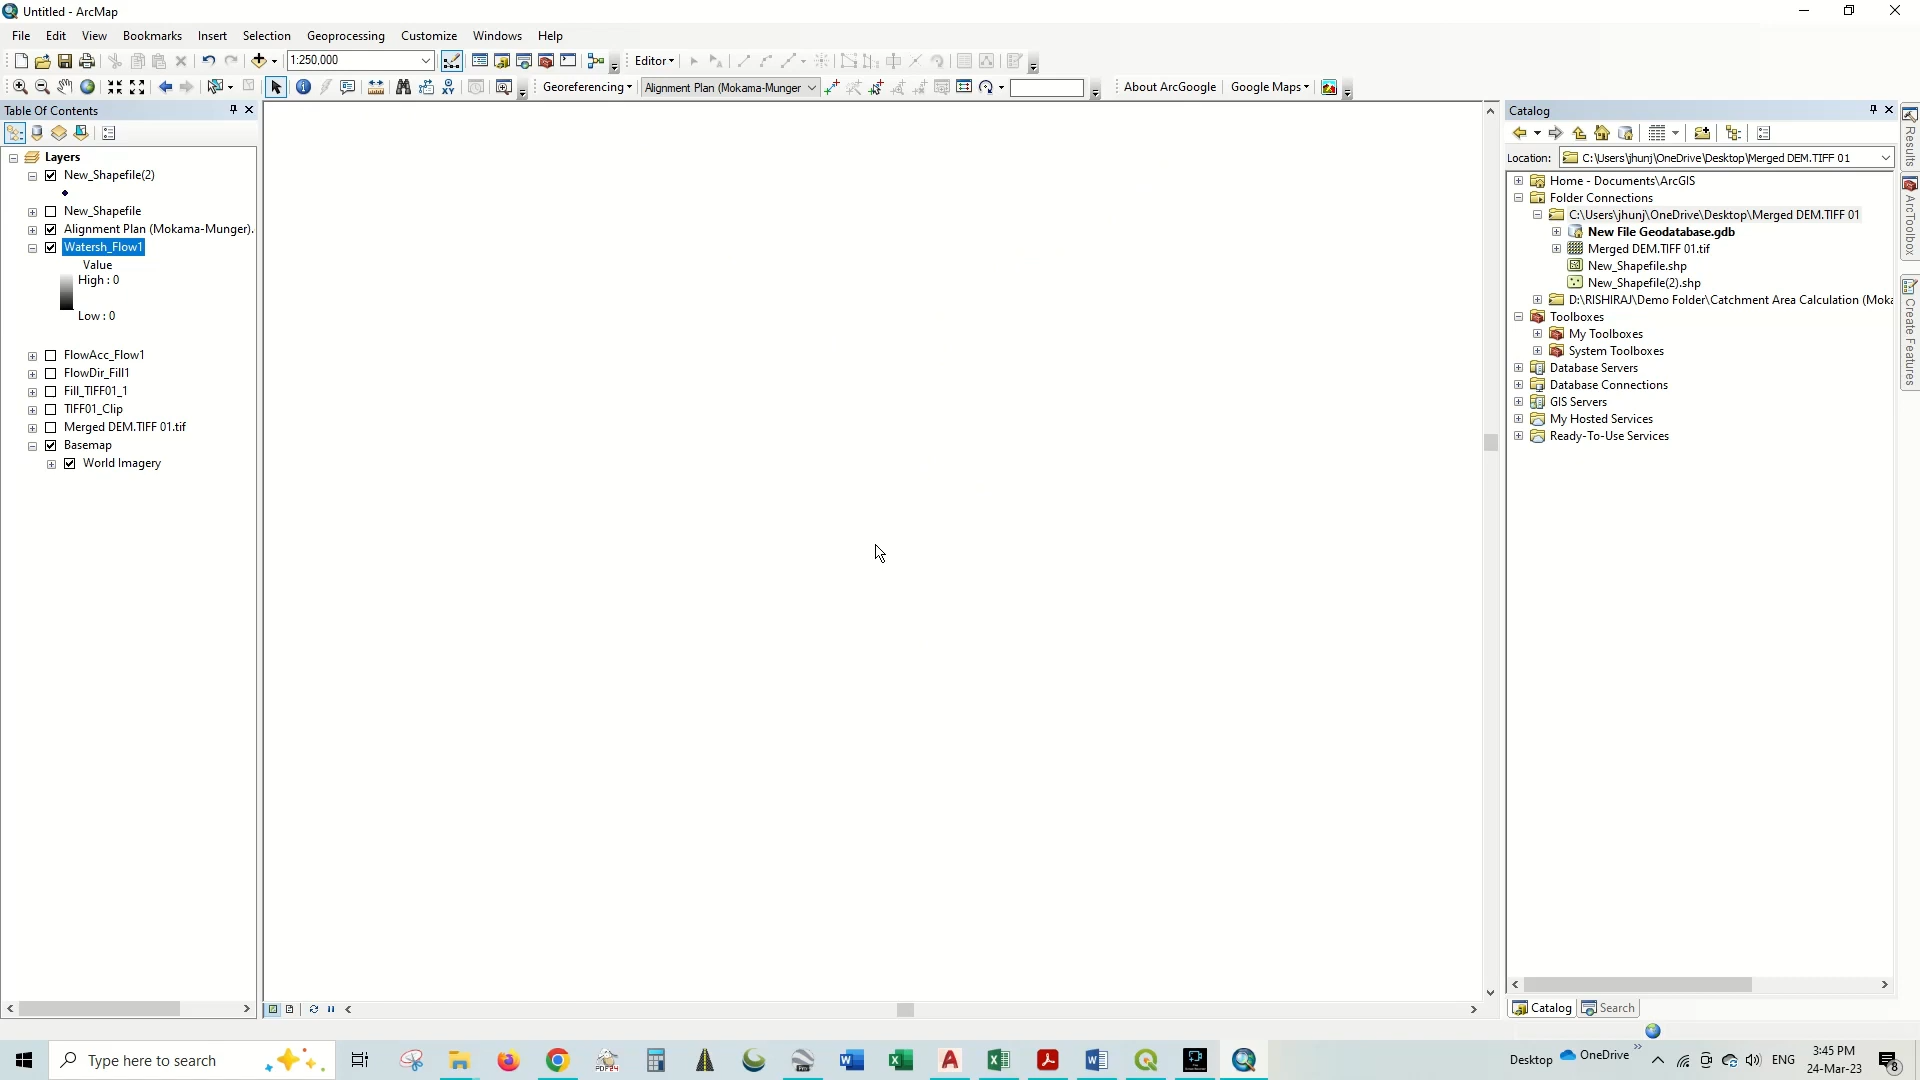 Untitled - ArcMap
File Edit View Bookmarks Insert Selection Geoprocessing Customize Windows Help
1:250,000
Editor
Georeferencing
Alignment Plan (Mokama-Munger
About ArcGoogle
Google Maps
Table Of Contents
Layers
New_Shapefile(2)
New_Shapefile
Alignment Plan (Mokama-Munger).
Watersh_Flow1
Value
High : 0
Low : 0
FlowAcc_Flow1
FlowDir_Fill1
Fill_TIFF01_1
TIFF01_Clip
Merged DEM.TIFF 01.tif
Basemap
World Imagery
Catalog
Location: C:\Users\jhunj\OneDrive\Desktop\Merged DEM.TIFF 01
Home - Documents\ArcGIS
Folder Connections
C:\Users\jhunj\OneDrive\Desktop\Merged DEM.TIFF 01
New File Geodatabase.gdb
Merged DEM.TIFF 01.tif
New_Shapefile.shp
New_Shapefile(2).shp
D:\RISHIRAJ\Demo Folder\Catchment Area Calculation (Moka
Toolboxes
My Toolboxes
System Toolboxes
Database Servers
Database Connections
GIS Servers
My Hosted Services
Ready-To-Use Services
Catalog Search
Results
ArcToolbox
Create Features
Type here to search
PDF24
Desktop
OneDrive
ENG
3:45 PM
24-Mar-23
8